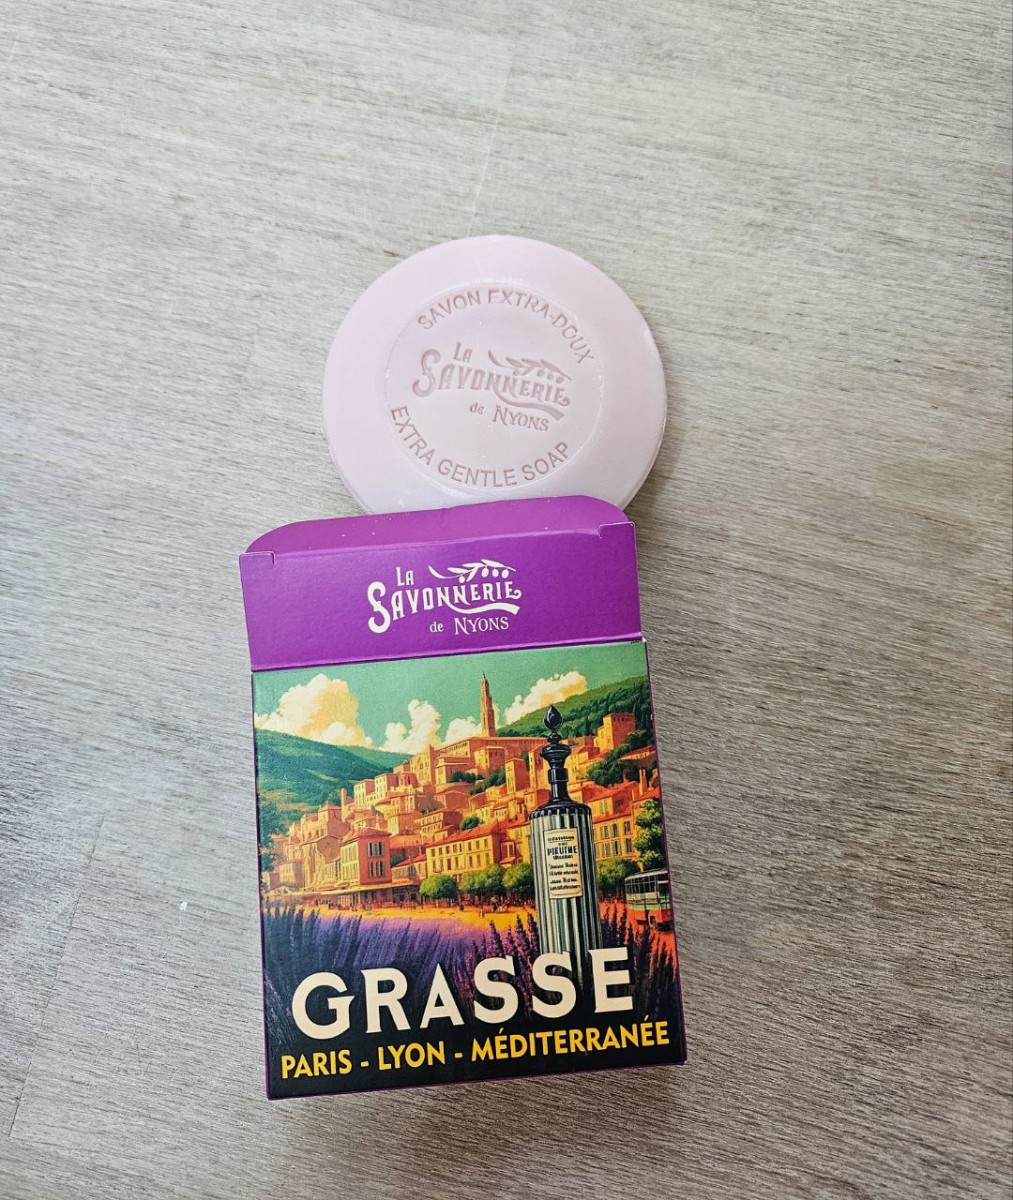 SAVON EXTRA-DOUX
LA
SAVONNERIE
de NYONS
EXTRA GENTLE SOAP
LA
SAVONNERIE
de NYONS
GRASSE
PARIS - LYON - MÉDITERRANÉE